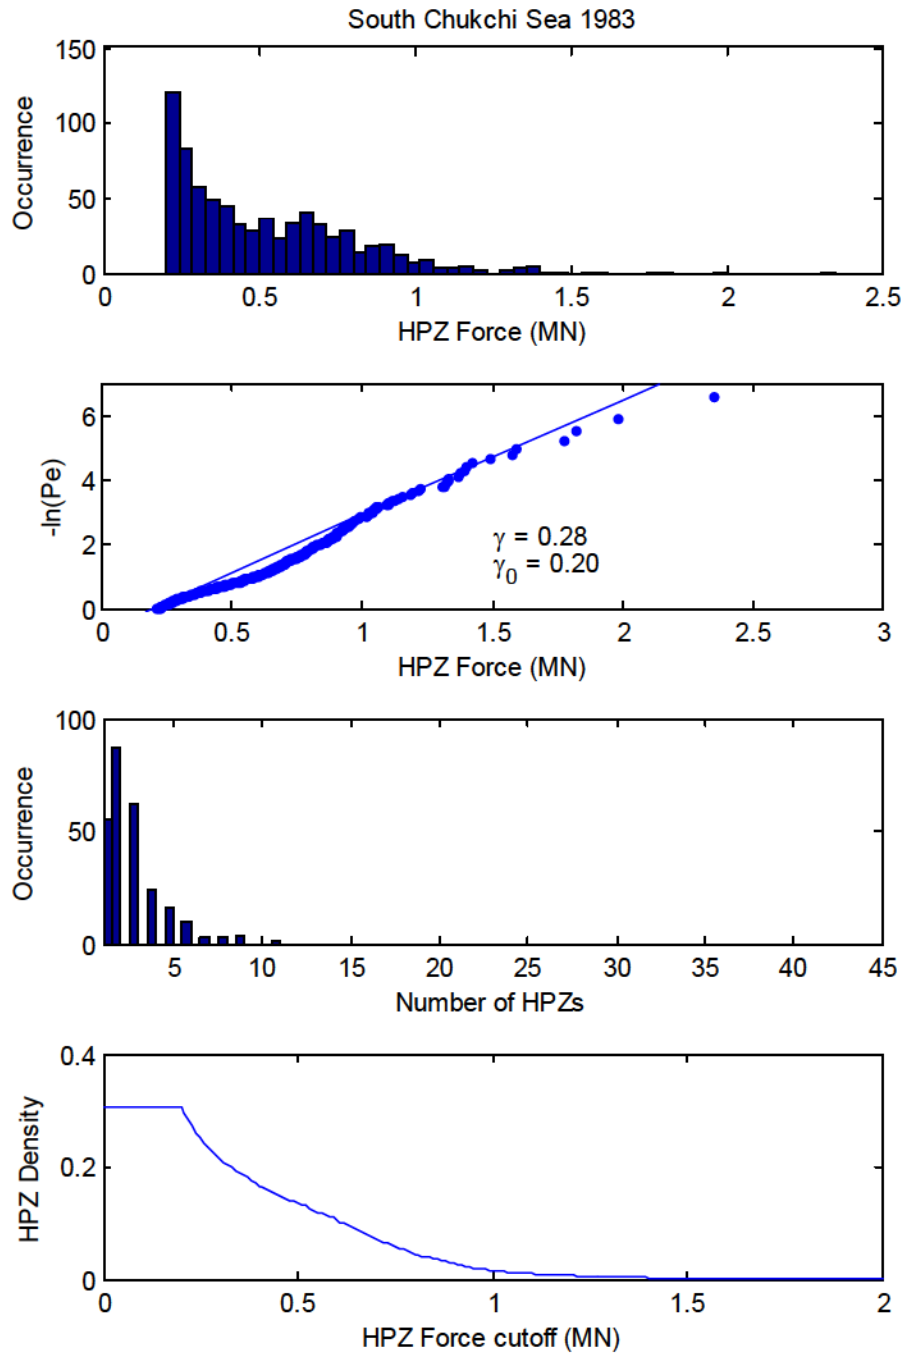 South Chukchi Sea 1983
150
100
50
0
Occurrence
0 0.5 1 1.5 2 2.5
HPZ Force (MN)
6
4
2
0
-ln(Pe)
γ = 0.28
γ0 = 0.20
0 0.5 1 1.5 2 2.5 3
HPZ Force (MN)
100
50
0
Occurrence
5 10 15 20 25 30 35 40 45
Number of HPZs
0.4
0.2
0
HPZ Density
0 0.5 1 1.5 2
HPZ Force cutoff (MN)